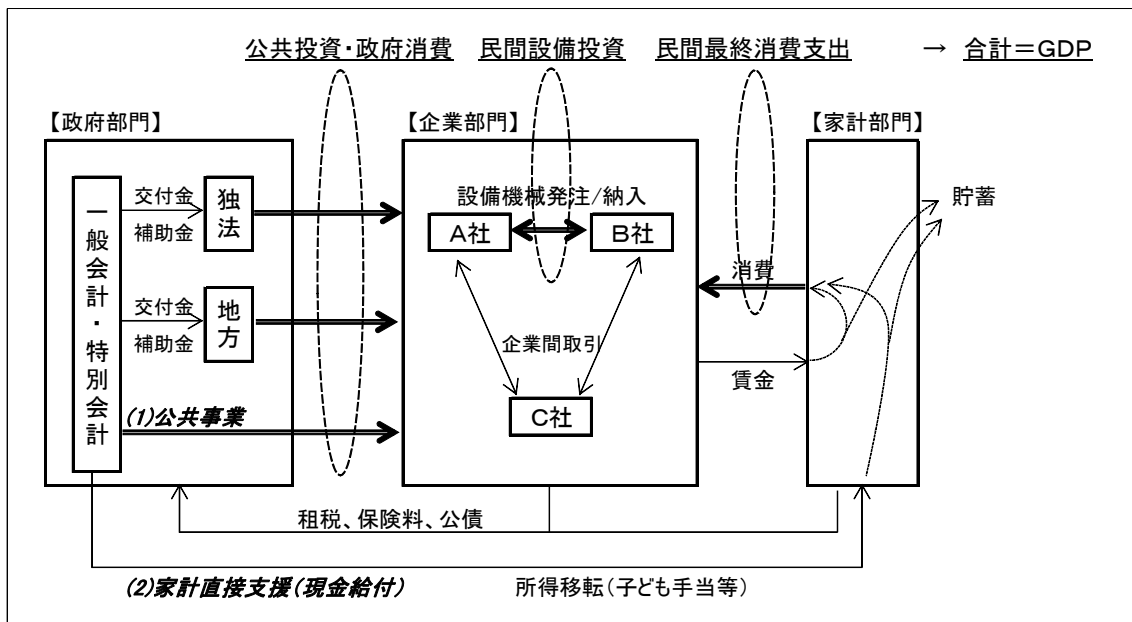 公共投資・政府消費 民間設備投資 民間最終消費支出 → 合計＝GDP
【政府部門】 【企業部門】 【家計部門】
一般会計・特別会計
交付金
補助金
独法
交付金
補助金
地方
(1)公共事業
設備機械発注/納入
A社
B社
企業間取引
C社
消費
賃金
貯蓄
租税、保険料、公債
(2)家計直接支援(現金給付) 所得移転(子ども手当等)